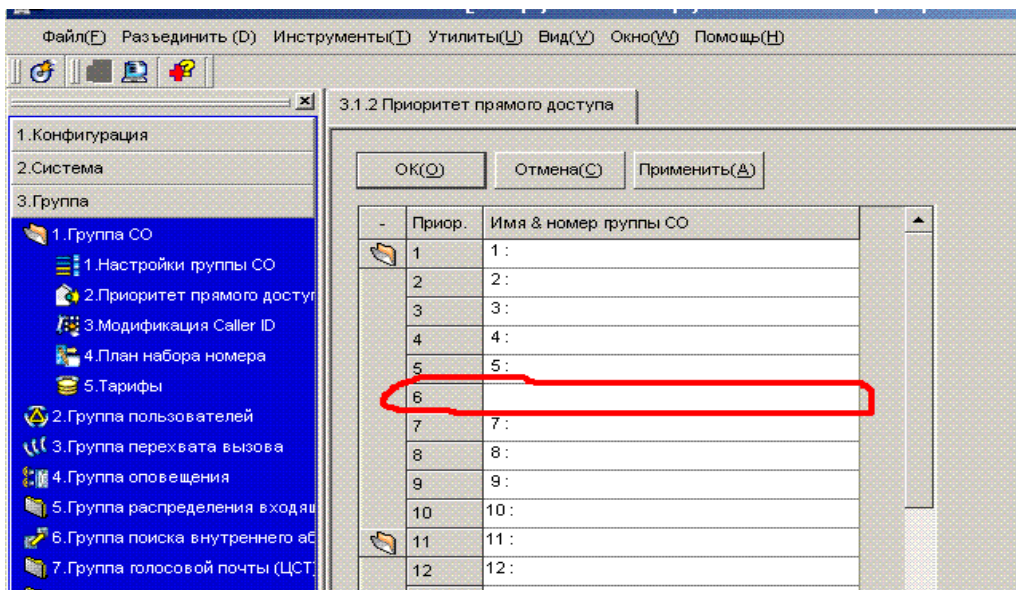 Файл(F) Разъединить (D) Инструменты(T) Утилиты(U) Вид(V) Окно(W) Помощь(H)
3.1.2 Приоритет прямого доступа
1.Конфигурация
2.Система
3.Группа
1.Группа СО
1.Настройки группы СО
2.Приоритет прямого доступ
3.Модификация Caller ID
4.План набора номера
5.Тарифы
2.Группа пользователей
3.Группа перехвата вызова
4.Группа оповещения
5.Группа распределения входящ
6.Группа поиска внутреннего аб
7.Группа голосовой почты (ЦСТ)
OK(O) Отмена(C) Применить(A)
- Приор. Имя & номер группы СО
1 1 :
2 2 :
3 3 :
4 4 :
5 5 :
6
7 7 :
8 8 :
9 9 :
10 10 :
11 11 :
12 12 :